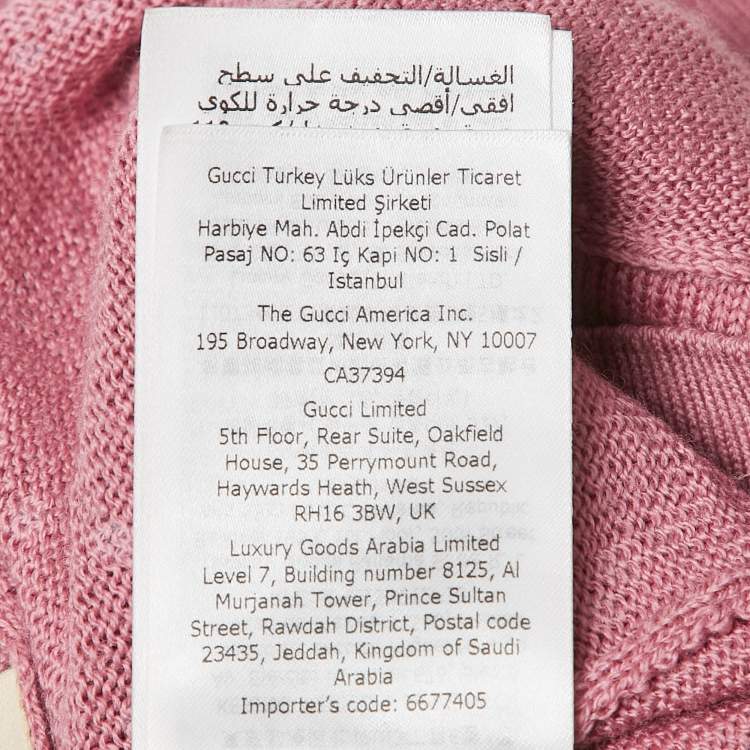 الغسالة/التجفيف على سطح
افقي/أقصى درجة حرارة للكوي
Gucci Turkey Lüks Ürünler Ticaret
Limited Şirketi
Harbiye Mah. Abdi İpekçi Cad. Polat
Pasaj NO: 63 Iç Kapi NO: 1 Sisli /
Istanbul
The Gucci America Inc.
195 Broadway, New York, NY 10007
CA37394
Gucci Limited
5th Floor, Rear Suite, Oakfield
House, 35 Perrymount Road,
Haywards Heath, West Sussex
RH16 3BW, UK
Luxury Goods Arabia Limited
Level 7, Building number 8125, Al
Murjanah Tower, Prince Sultan
Street, Rawdah District, Postal code
23435, Jeddah, Kingdom of Saudi
Arabia
Importer's code: 6677405